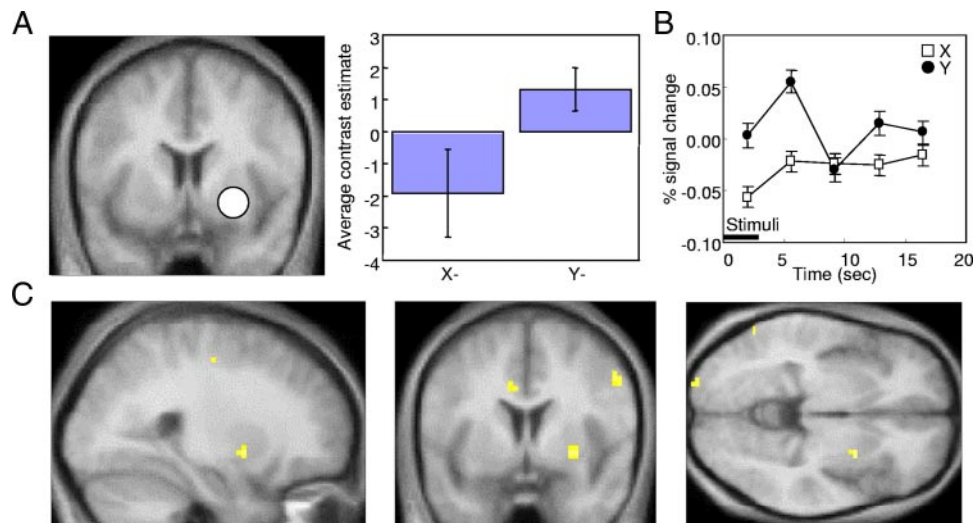 A
Average contrast estimate
3
2
1
0
-1
-2
-3
-4
X-
Y-
B
% signal change
0.10
0.05
0.00
-0.05
-0.10
X
Y
Stimuli
0 5 10 15 20
Time (sec)
C